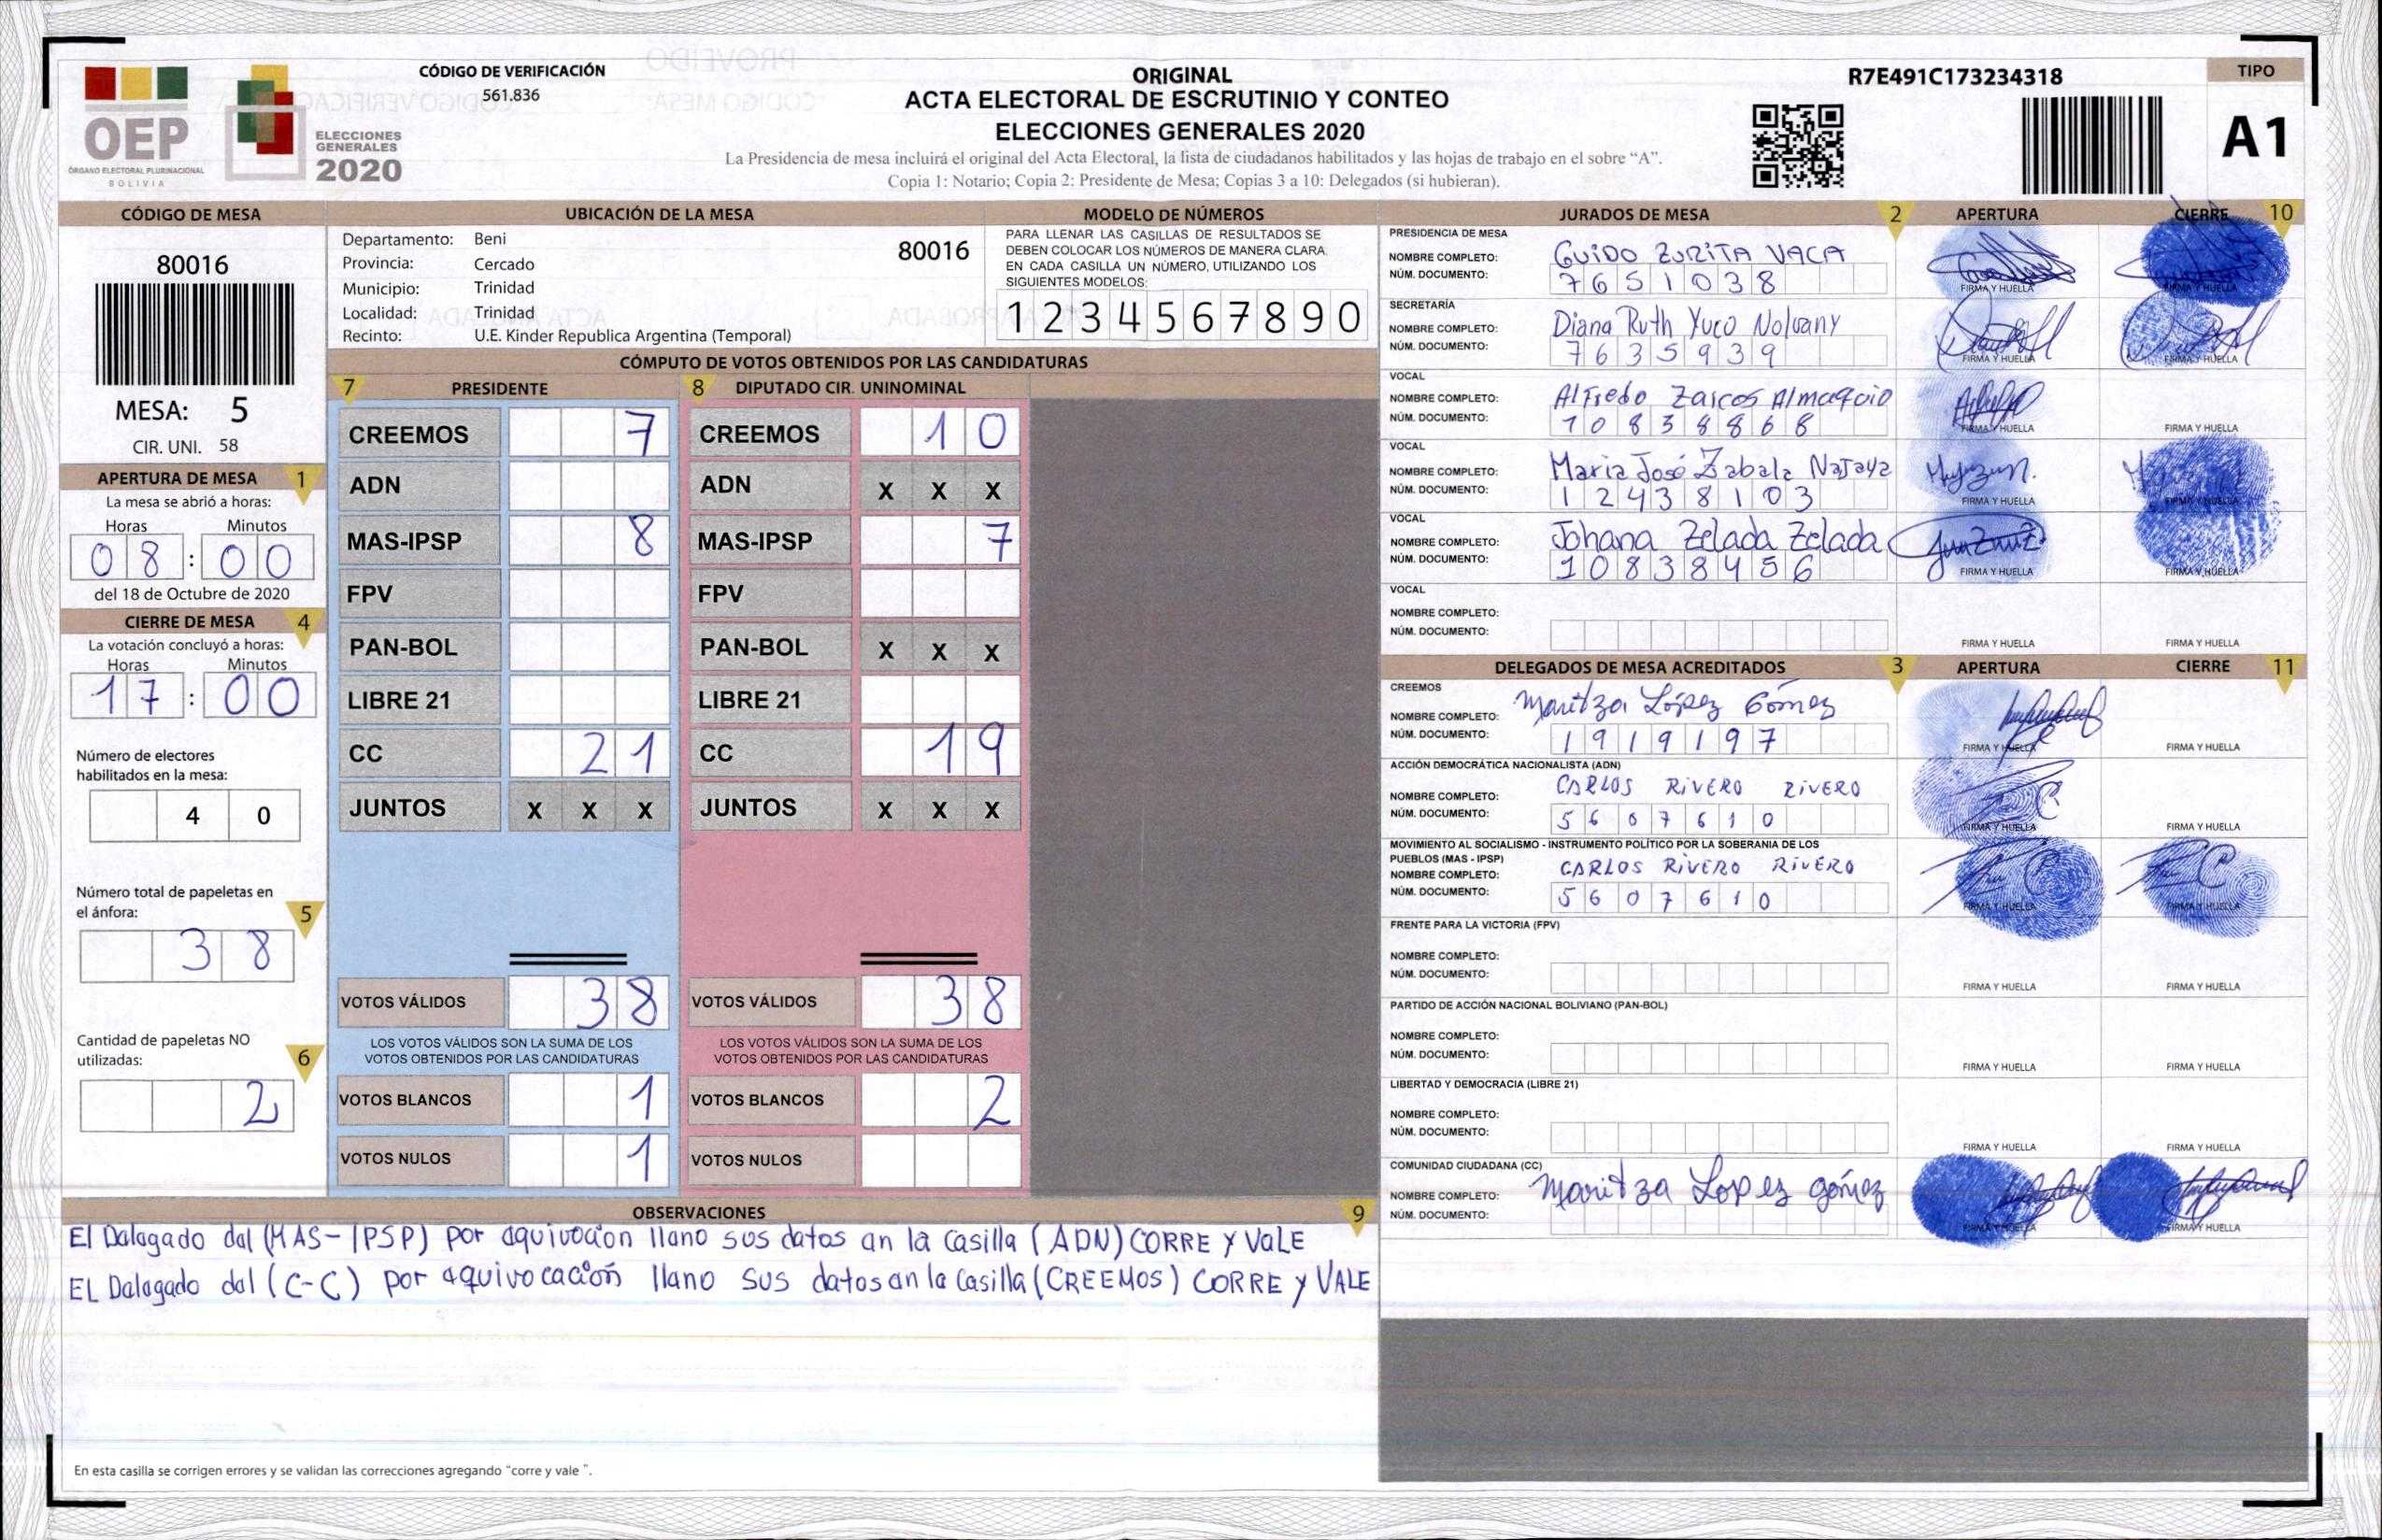 OEP
ÓRGANO ELECTORAL PLURINACIONAL
BOLIVIA
ELECCIONES
GENERALES
2020
CÓDIGO DE VERIFICACIÓN
561.836
ORIGINAL
ACTA ELECTORAL DE ESCRUTINIO Y CONTEO
ELECCIONES GENERALES 2020
La Presidencia de mesa incluirá el original del Acta Electoral, la lista de ciudadanos habilitados y las hojas de trabajo en el sobre “A”.
Copia 1: Notario; Copia 2: Presidente de Mesa; Copias 3 a 10: Delegados (si hubieran).
R7E491C173234318
TIPO
A1
CÓDIGO DE MESA
80016
MESA: 5
CIR. UNI. 58
APERTURA DE MESA 1
La mesa se abrió a horas:
Horas Minutos
08 : 00
del 18 de Octubre de 2020
CIERRE DE MESA 4
La votación concluyó a horas:
Horas Minutos
17 : 00
Número de electores
habilitados en la mesa:
4 0
Número total de papeletas en
el ánfora: 5
3 8
Cantidad de papeletas NO
utilizadas: 6
2
UBICACIÓN DE LA MESA
Departamento: Beni 80016
Provincia: Cercado
Municipio: Trinidad
Localidad: Trinidad
Recinto: U.E. Kinder Republica Argentina (Temporal)
MODELO DE NÚMEROS
PARA LLENAR LAS CASILLAS DE RESULTADOS SE
DEBEN COLOCAR LOS NÚMEROS DE MANERA CLARA.
EN CADA CASILLA UN NÚMERO, UTILIZANDO LOS
SIGUIENTES MODELOS:
1 2 3 4 5 6 7 8 9 0
CÓMPUTO DE VOTOS OBTENIDOS POR LAS CANDIDATURAS
7 PRESIDENTE
CREEMOS 7
ADN
MAS-IPSP 8
FPV
PAN-BOL
LIBRE 21
CC 21
JUNTOS X X X
VOTOS VÁLIDOS 38
LOS VOTOS VÁLIDOS SON LA SUMA DE LOS
VOTOS OBTENIDOS POR LAS CANDIDATURAS
VOTOS BLANCOS 1
VOTOS NULOS 1
8 DIPUTADO CIR. UNINOMINAL
CREEMOS 10
ADN X X X
MAS-IPSP 7
FPV
PAN-BOL X X X
LIBRE 21
CC 19
JUNTOS X X X
VOTOS VÁLIDOS 38
LOS VOTOS VÁLIDOS SON LA SUMA DE LOS
VOTOS OBTENIDOS POR LAS CANDIDATURAS
VOTOS BLANCOS 2
VOTOS NULOS
OBSERVACIONES 9
El Dalagado dal (MAS-IPSP) por aquivocion llano sus datos an la casilla (ADN) CORRE Y VALE
EL Dalagado dal (C-C) por aquivocación llano sus datos an la casilla (CREEMOS) CORRE Y VALE
En esta casilla se corrigen errores y se validan las correcciones agregando “corre y vale ”.
JURADOS DE MESA 2 APERTURA CIERRE 10
PRESIDENCIA DE MESA
NOMBRE COMPLETO: GUiDO ZURiTA VACA
NÚM. DOCUMENTO: 7651038
FIRMA Y HUELLA FIRMA Y HUELLA
SECRETARÍA
NOMBRE COMPLETO: Diana Ruth Yuco Nolvany
NÚM. DOCUMENTO: 7635939
FIRMA Y HUELLA FIRMA Y HUELLA
VOCAL
NOMBRE COMPLETO: Alfredo Zarcos Almaquio
NÚM. DOCUMENTO: 10838868
FIRMA Y HUELLA FIRMA Y HUELLA
VOCAL
NOMBRE COMPLETO: Maria José Zabala Nataya
NÚM. DOCUMENTO: 12438103
FIRMA Y HUELLA FIRMA Y HUELLA
VOCAL
NOMBRE COMPLETO: Johana Zelada Zelada
NÚM. DOCUMENTO: 10838456
FIRMA Y HUELLA FIRMA Y HUELLA
VOCAL
NOMBRE COMPLETO:
NÚM. DOCUMENTO:
FIRMA Y HUELLA FIRMA Y HUELLA
DELEGADOS DE MESA ACREDITADOS 3 APERTURA CIERRE 11
CREEMOS
NOMBRE COMPLETO: Maritza López Gómez
NÚM. DOCUMENTO: 1919197
FIRMA Y HUELLA FIRMA Y HUELLA
ACCIÓN DEMOCRÁTICA NACIONALISTA (ADN)
NOMBRE COMPLETO: CARLOS RiVERO RiVERO
NÚM. DOCUMENTO: 5607610
FIRMA Y HUELLA FIRMA Y HUELLA
MOVIMIENTO AL SOCIALISMO - INSTRUMENTO POLÍTICO POR LA SOBERANIA DE LOS
PUEBLOS (MAS - IPSP)
NOMBRE COMPLETO: CARLOS RiVERO RiVERO
NÚM. DOCUMENTO: 5607610
FIRMA Y HUELLA FIRMA Y HUELLA
FRENTE PARA LA VICTORIA (FPV)
NOMBRE COMPLETO:
NÚM. DOCUMENTO:
FIRMA Y HUELLA FIRMA Y HUELLA
PARTIDO DE ACCIÓN NACIONAL BOLIVIANO (PAN-BOL)
NOMBRE COMPLETO:
NÚM. DOCUMENTO:
FIRMA Y HUELLA FIRMA Y HUELLA
LIBERTAD Y DEMOCRACIA (LIBRE 21)
NOMBRE COMPLETO:
NÚM. DOCUMENTO:
FIRMA Y HUELLA FIRMA Y HUELLA
COMUNIDAD CIUDADANA (CC)
NOMBRE COMPLETO: Maritza Lopez gómez
NÚM. DOCUMENTO:
FIRMA Y HUELLA FIRMA Y HUELLA